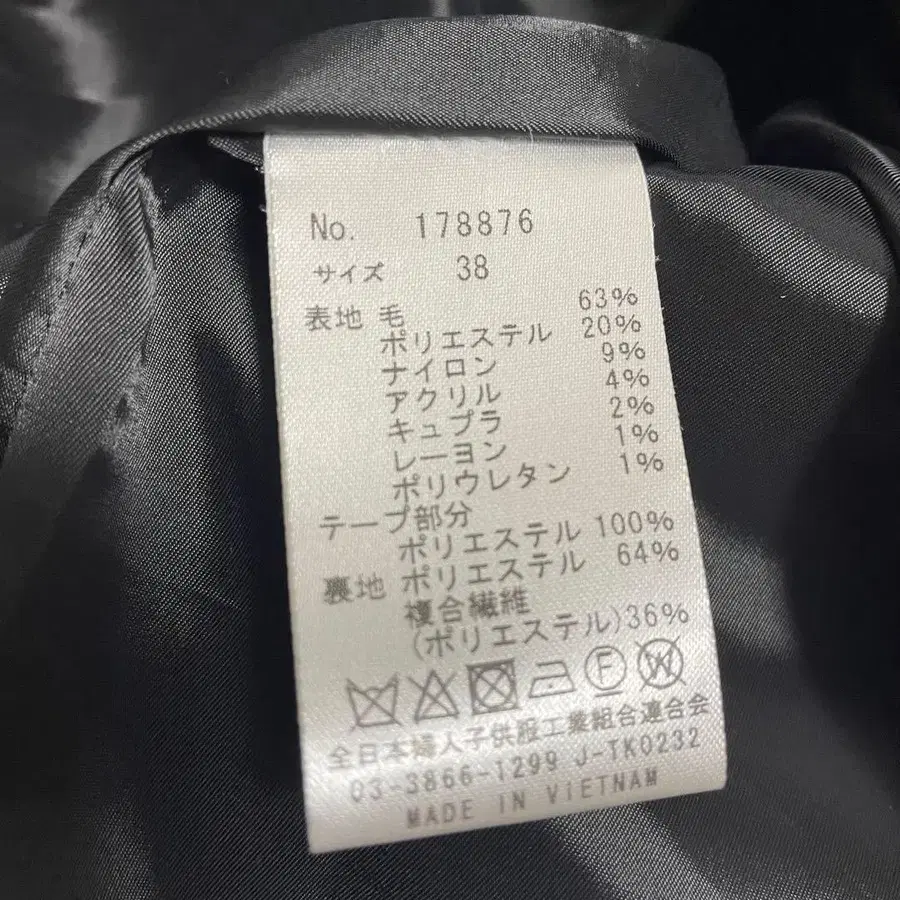 No. 178876
サイズ 38
表地 毛 63%
ポリエステル 20%
ナイロン 9%
アクリル 4%
キュプラ 2%
レーヨン 1%
ポリウレタン 1%
テープ部分
ポリエステル 100%
裏地 ポリエステル 64%
複合繊維
(ポリエステル)36%
F W
全日本婦人子供服工業組合連合会
03-3866-1299 J-TK0232
MADE IN VIETNAM